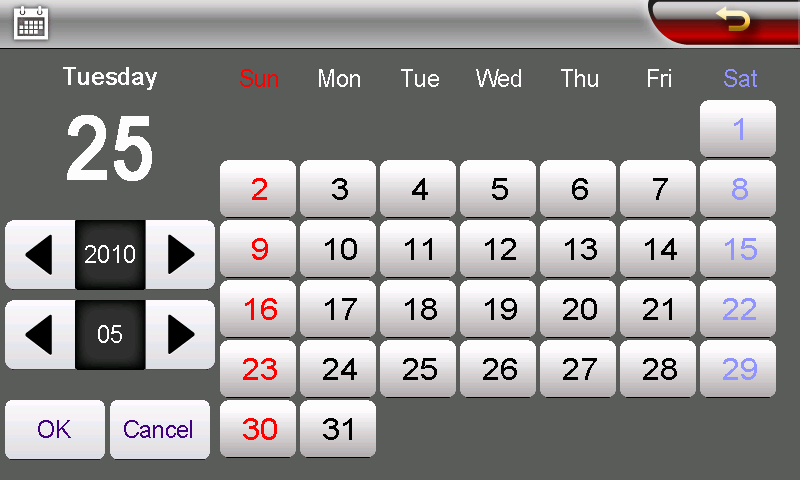 Tuesday
25
2010
05
OK Cancel
Sun Mon Tue Wed Thu Fri Sat
1
2 3 4 5 6 7 8
9 10 11 12 13 14 15
16 17 18 19 20 21 22
23 24 25 26 27 28 29
30 31